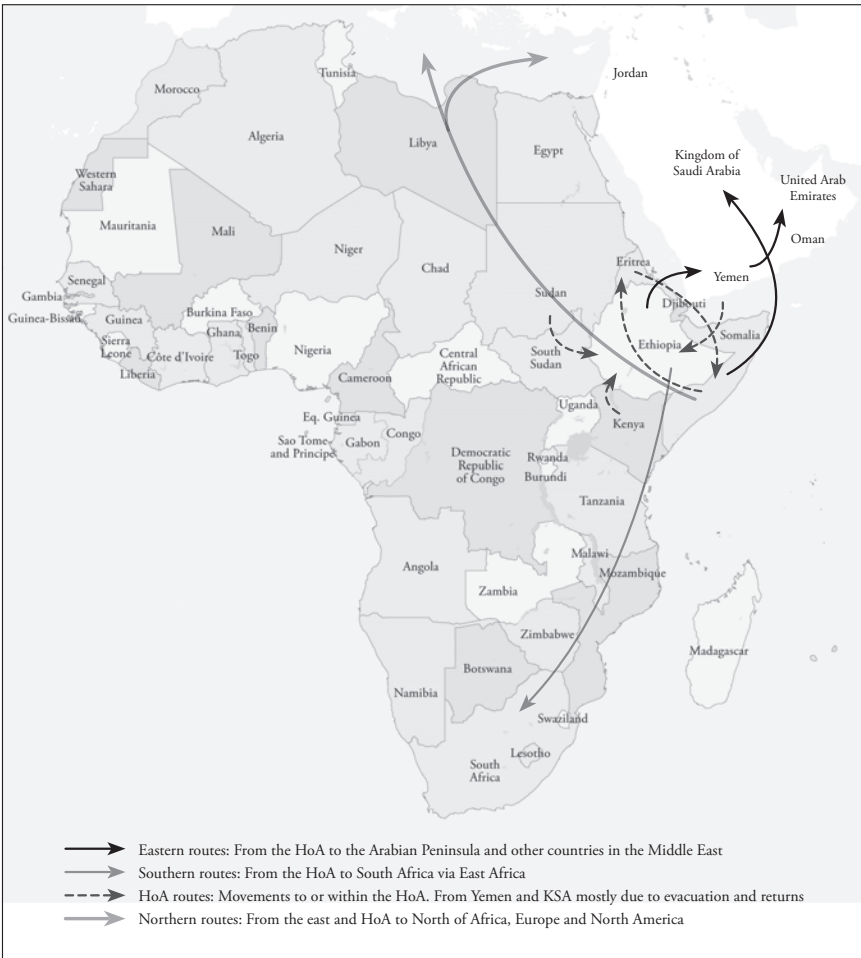 Tunisia
Jordan
Morocco
Algeria
Libya
Egypt
Kingdom of
Saudi Arabia
United Arab
Emirates
Western
Sahara
Mauritania
Mali
Niger
Chad
Sudan
Eritrea
Yemen
Oman
Senegal
Gambia
Guinea-Bissau
Guinea
Burkina Faso
Djibouti
Sierra
Leone
Côte d'Ivoire
Ghana
Benin
Togo
Nigeria
Liberia
Cameroon
Central
African
Republic
South
Sudan
Ethiopia
Somalia
Eq. Guinea
Sao Tome
and Principe
Gabon
Congo
Democratic
Republic
of Congo
Uganda
Kenya
Rwanda
Burundi
Tanzania
Angola
Zambia
Malawi
Mozambique
Zimbabwe
Madagascar
Namibia
Botswana
Swaziland
Lesotho
South
Africa
Eastern routes: From the HoA to the Arabian Peninsula and other countries in the Middle East
Southern routes: From the HoA to South Africa via East Africa
HoA routes: Movements to or within the HoA. From Yemen and KSA mostly due to evacuation and returns
Northern routes: From the east and HoA to North of Africa, Europe and North America